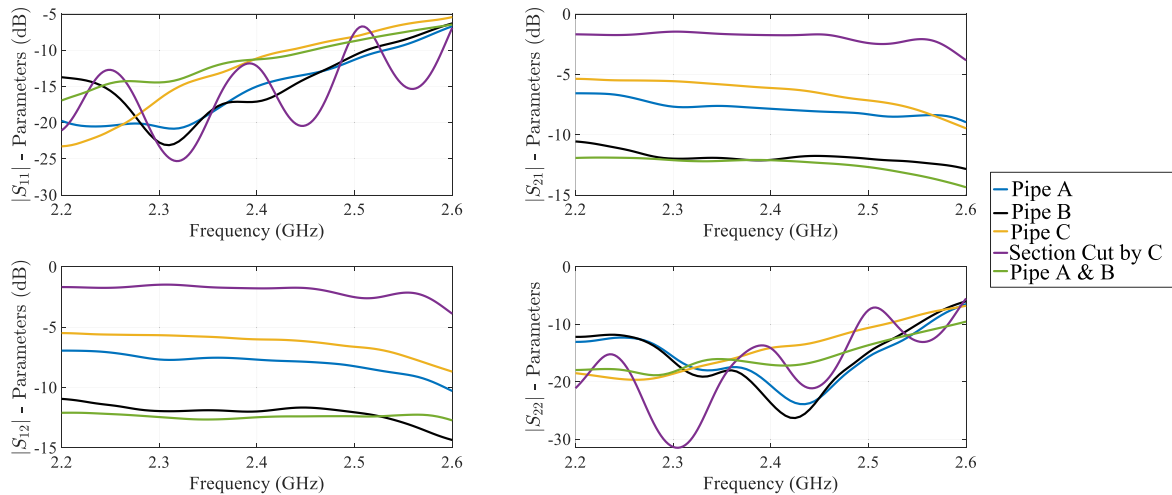 |S11| - Parameters (dB)
-5
-10
-15
-20
-25
-30
2.2 2.3 2.4 2.5 2.6
Frequency (GHz)
|S21| - Parameters (dB)
0
-5
-10
-15
2.2 2.3 2.4 2.5 2.6
Frequency (GHz)
|S12| - Parameters (dB)
0
-5
-10
-15
2.2 2.3 2.4 2.5 2.6
Frequency (GHz)
|S22| - Parameters
0
-10
-20
-30
2.2 2.3 2.4 2.5 2.6
Frequency (GHz)
Pipe A
Pipe B
Pipe C
Section Cut by C
Pipe A & B